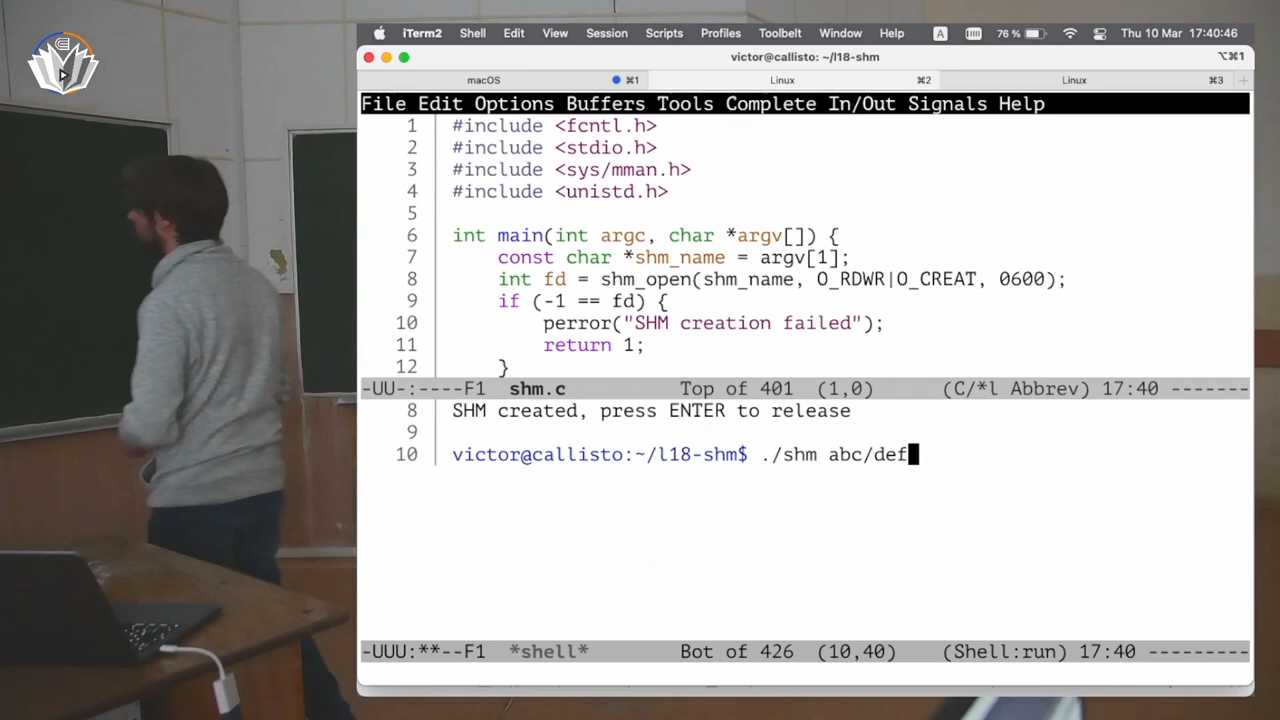 iTerm2 Shell Edit View Session Scripts Profiles Toolbelt Window Help A 76 % Thu 10 Mar 17:40:46
victor@callisto: ~/l18-shm ⌥⌘1
macOS ⌘1 Linux ⌘2 Linux ⌘3
File Edit Options Buffers Tools Complete In/Out Signals Help
1 #include <fcntl.h>
2 #include <stdio.h>
3 #include <sys/mman.h>
4 #include <unistd.h>
5
6 int main(int argc, char *argv[]) {
7 const char *shm_name = argv[1];
8 int fd = shm_open(shm_name, O_RDWR|O_CREAT, 0600);
9 if (-1 == fd) {
10 perror("SHM creation failed");
11 return 1;
12 }
-UU-:----F1 shm.c Top of 401 (1,0) (C/*l Abbrev) 17:40 -------
8 SHM created, press ENTER to release
9
10 victor@callisto:~/l18-shm$ ./shm abc/def
-UUU:**--F1 *shell* Bot of 426 (10,40) (Shell:run) 17:40 ---------